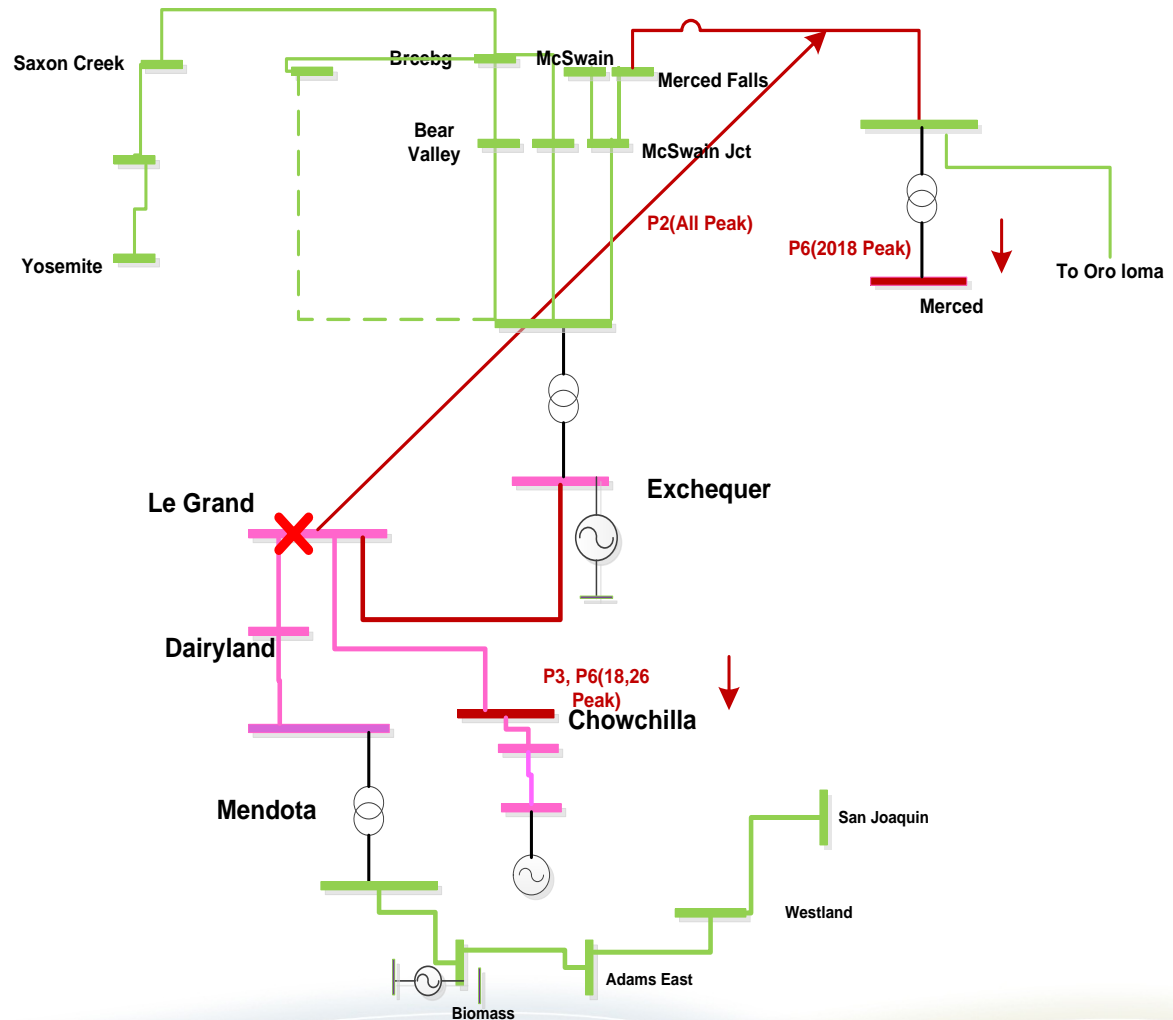 Saxon Creek
Brcebg
McSwain
Merced Falls
Bear
Valley
McSwain Jct
P2(All Peak)
P6(2018 Peak)
Yosemite
To Oro loma
Merced
Exchequer
Le Grand
Dairyland
P3, P6(18,26
Peak)
Chowchilla
Mendota
San Joaquin
Westland
Adams East
Biomass